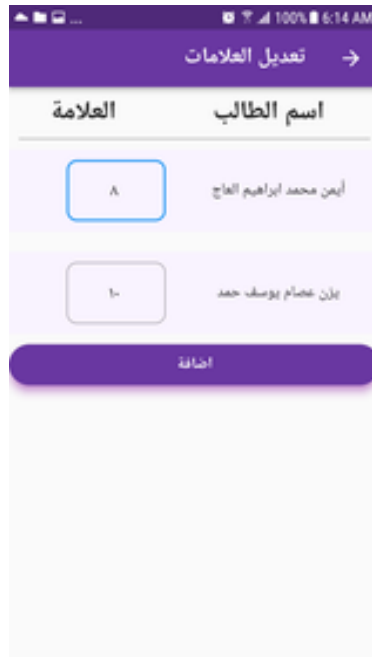 ... 100% 6:14 AM
تعديل العلامات
اسم الطالب العلامة
أيمن محمد ابراهيم الحاج ٨
يزن عصام يوسف حمد ١٠
اضافة